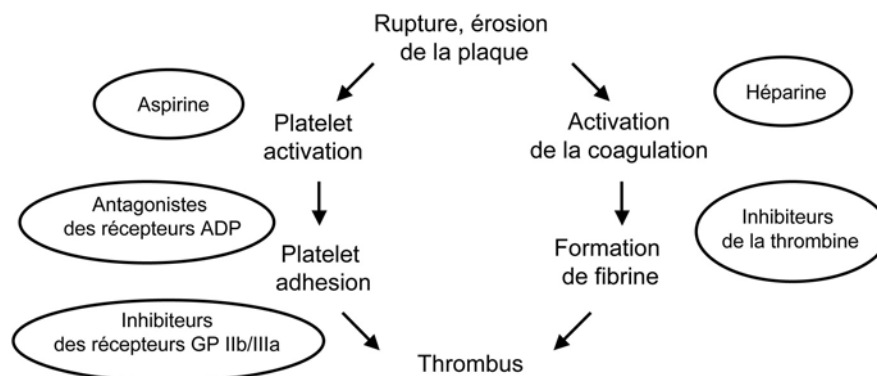 Rupture, érosion
de la plaque
Aspirine
Héparine
Platelet
activation
Activation
de la coagulation
Antagonistes
des récepteurs ADP
Inhibiteurs
de la thrombine
Platelet
adhesion
Formation
de fibrine
Inhibiteurs
des récepteurs GP IIb/IIIa
Thrombus